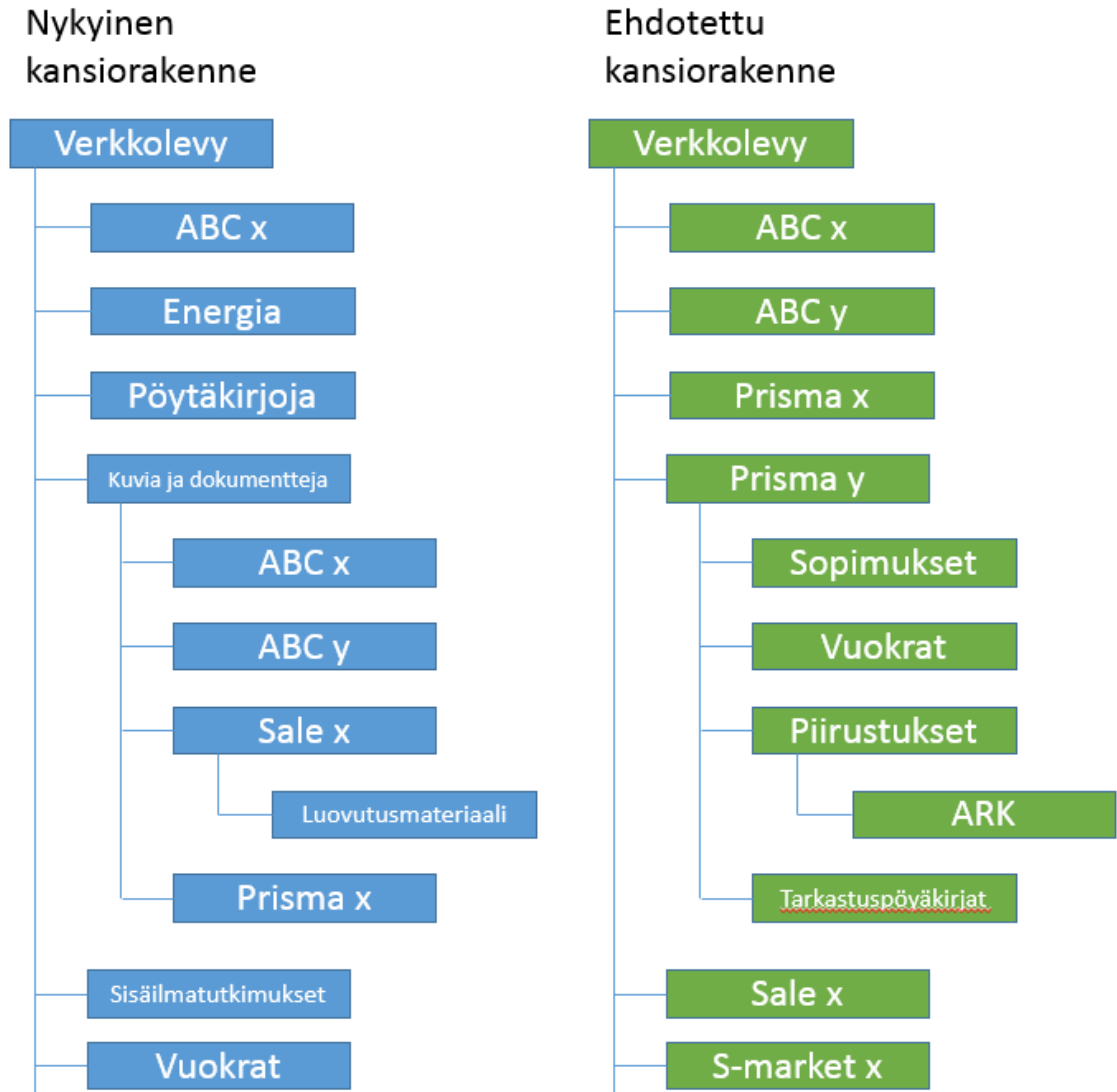 Nykyinen
kansiorakenne
Verkkolevy
ABC x
Energia
Pöytäkirjoja
Kuvia ja dokumentteja
ABC x
ABC y
Sale x
Luovutusmateriaali
Prisma x
Sisäilmatutkimukset
Vuokrat
Ehdotettu
kansiorakenne
Verkkolevy
ABC x
ABC y
Prisma x
Prisma y
Sopimukset
Vuokrat
Piirustukset
ARK
Tarkastuspöyäkirjat
Sale x
S-market x